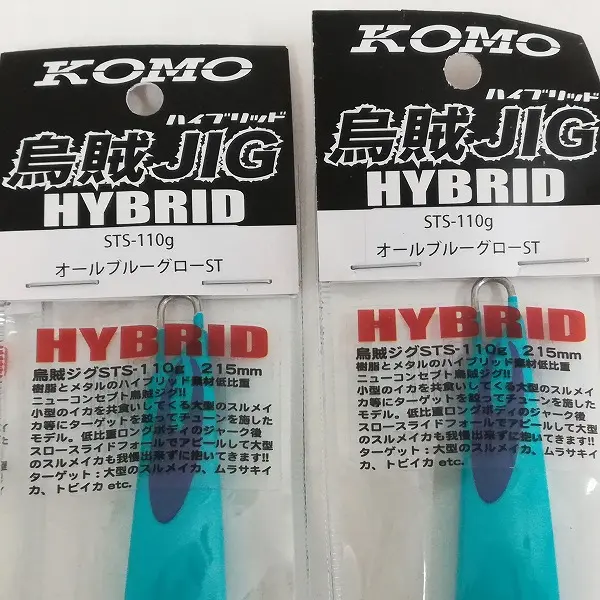 KOMO
ハイブリッド
烏賊JIG
HYBRID
STS-110g
オールブルーグローST
HYBRID
烏賊ジグSTS-110g 215mm
樹脂とメタルのハイブリッド素材低比重
ニューコンセプト烏賊ジグ!!
小型のイカを共食いしてくる大型のスルメイ
カ等にターゲットを絞ってチューンを施した
モデル。低比重ロングボディのジャーク後
スロースライドフォールでアピールして大型
のスルメイカも我慢出来ずに抱いてきます!!
ターゲット:大型のスルメイカ、ムラサキイ
カ、トビイカ etc.
KOMO
ハイブリッド
烏賊JIG
HYBRID
STS-110g
オールブルーグローST
HYBRID
烏賊ジグSTS-110g 215mm
樹脂とメタルのハイブリッド素材低比重
ニューコンセプト烏賊ジグ!!
小型のイカを共食いしてくる大型のスルメイ
カ等にターゲットを絞ってチューンを施した
モデル。低比重ロングボディのジャーク後
スロースライドフォールでアピールして大型
のスルメイカも我慢出来ずに抱いてきます!!
ターゲット:大型のスルメイカ、ムラサキイ
カ、トビイカ etc.